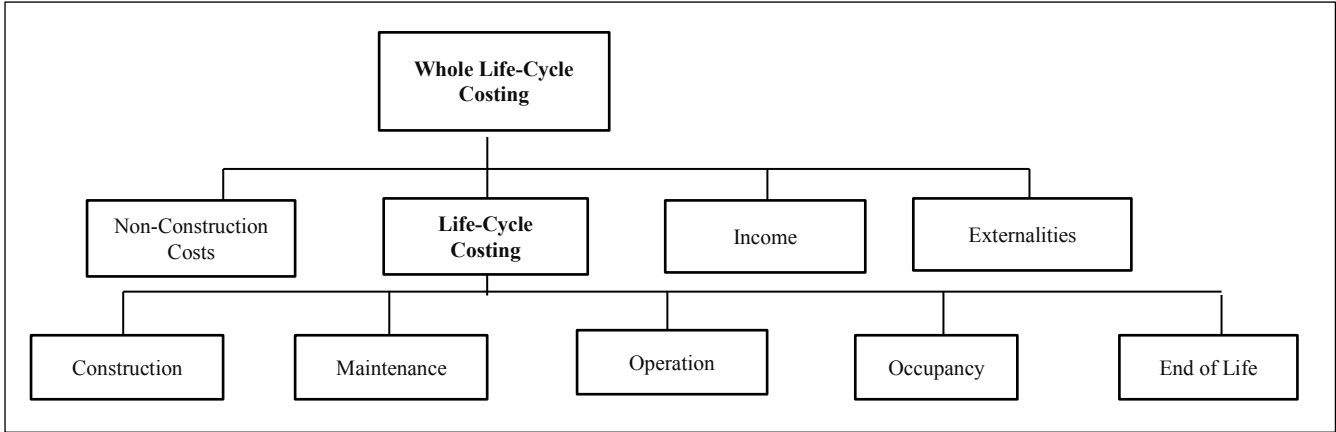 Whole Life-Cycle
Costing
Non-Construction
Costs
Life-Cycle
Costing
Income
Externalities
Construction
Maintenance
Operation
Occupancy
End of Life